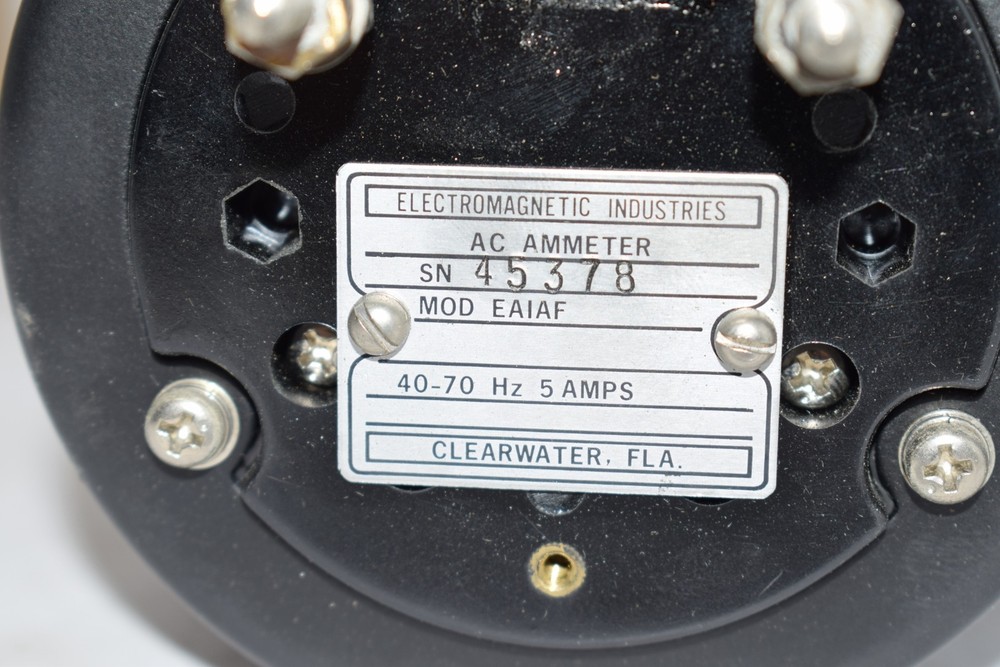 ELECTROMAGNETIC INDUSTRIES
AC AMMETER
SN 45378
MOD EAIAF
40-70 Hz 5 AMPS
CLEARWATER, FLA.